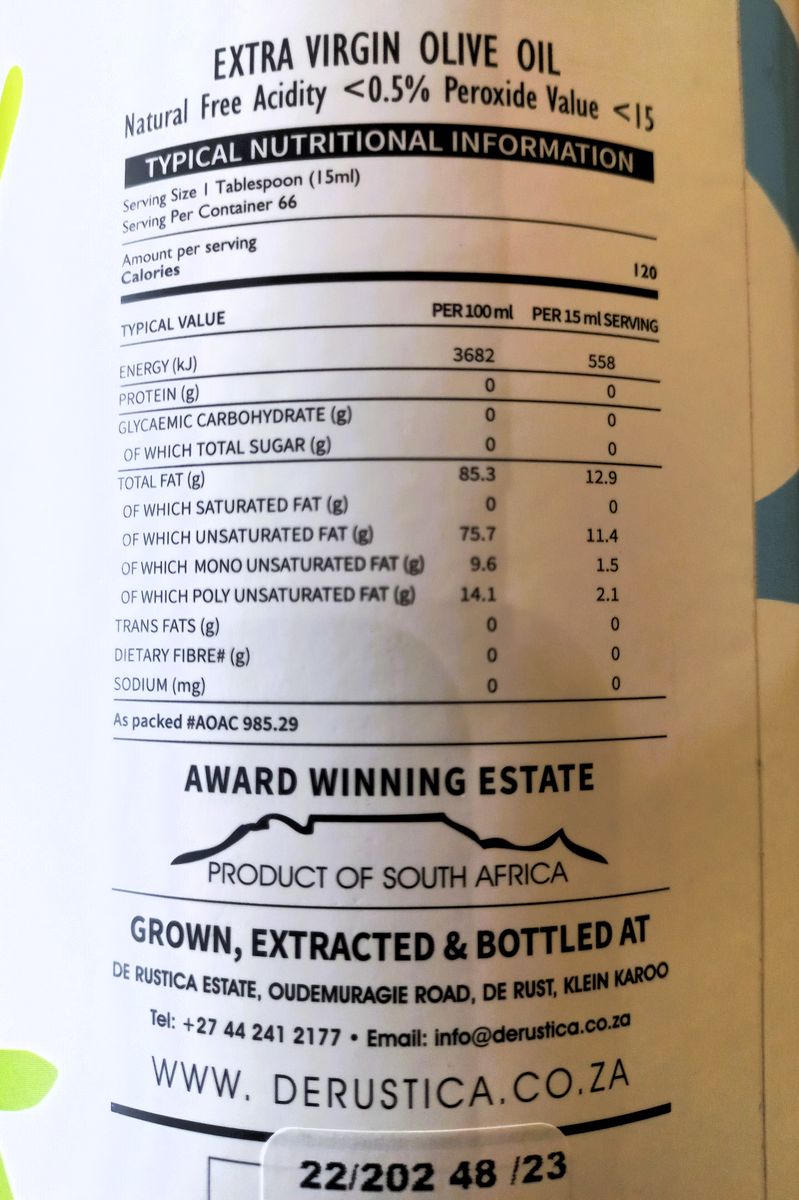 EXTRA VIRGIN OLIVE OIL
Natural Free Acidity <0.5% Peroxide Value <15
TYPICAL NUTRITIONAL INFORMATION
Serving Size 1 Tablespoon (15ml)
Serving Per Container 66
Amount per serving
Calories 120
TYPICAL VALUE PER 100 ml PER 15 ml SERVING
ENERGY (kJ) 3682 558
PROTEIN (g) 0 0
GLYCAEMIC CARBOHYDRATE (g) 0 0
OF WHICH TOTAL SUGAR (g) 0 0
TOTAL FAT (g) 85.3 12.9
OF WHICH SATURATED FAT (g) 0 0
OF WHICH UNSATURATED FAT (g) 75.7 11.4
OF WHICH MONO UNSATURATED FAT (g) 9.6 1.5
OF WHICH POLY UNSATURATED FAT (g) 14.1 2.1
TRANS FATS (g) 0 0
DIETARY FIBRE# (g) 0 0
SODIUM (mg) 0 0
As packed #AOAC 985.29
AWARD WINNING ESTATE
PRODUCT OF SOUTH AFRICA
GROWN, EXTRACTED & BOTTLED AT
DE RUSTICA ESTATE, OUDEMURAGIE ROAD, DE RUST, KLEIN KAROO
Tel: +27 44 241 2177 • Email: info@derustica.co.za
WWW. DERUSTICA.CO.ZA
22/202 48 /23